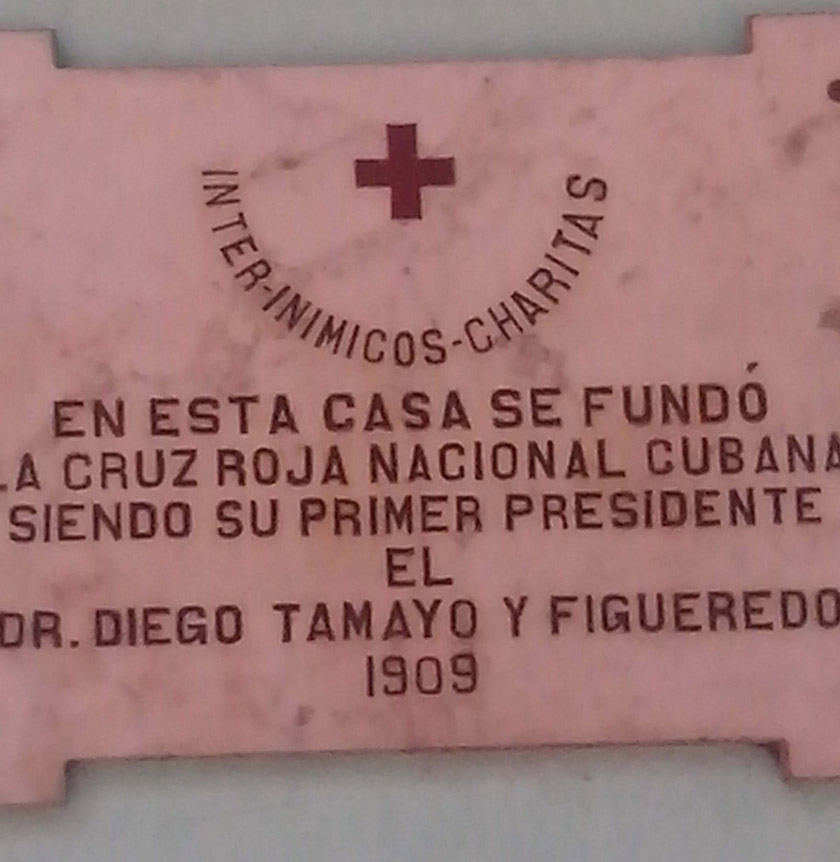 INTER-INIMICOS-CHARITAS
EN ESTA CASA SE FUNDÓ
LA CRUZ ROJA NACIONAL CUBANA
SIENDO SU PRIMER PRESIDENTE
EL
DR. DIEGO TAMAYO Y FIGUEREDO
1909